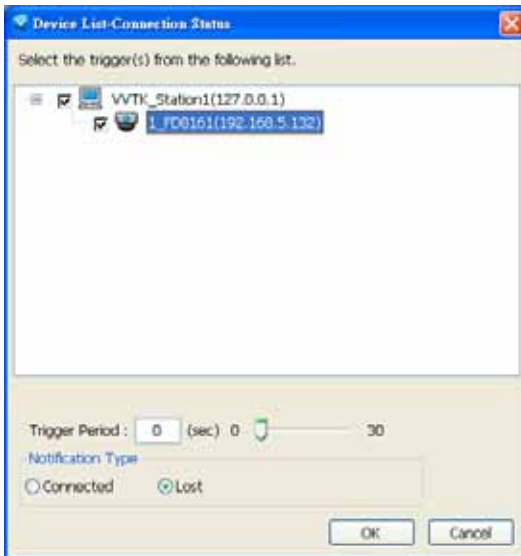 Device List-Connection Status
Select the trigger(s) from the following list.
VVTK_Station1(127.0.0.1)
1_FD8161(192.168.5.132)
Trigger Period : 0 (sec) 0 30
Notification Type
Connected Lost
OK Cancel